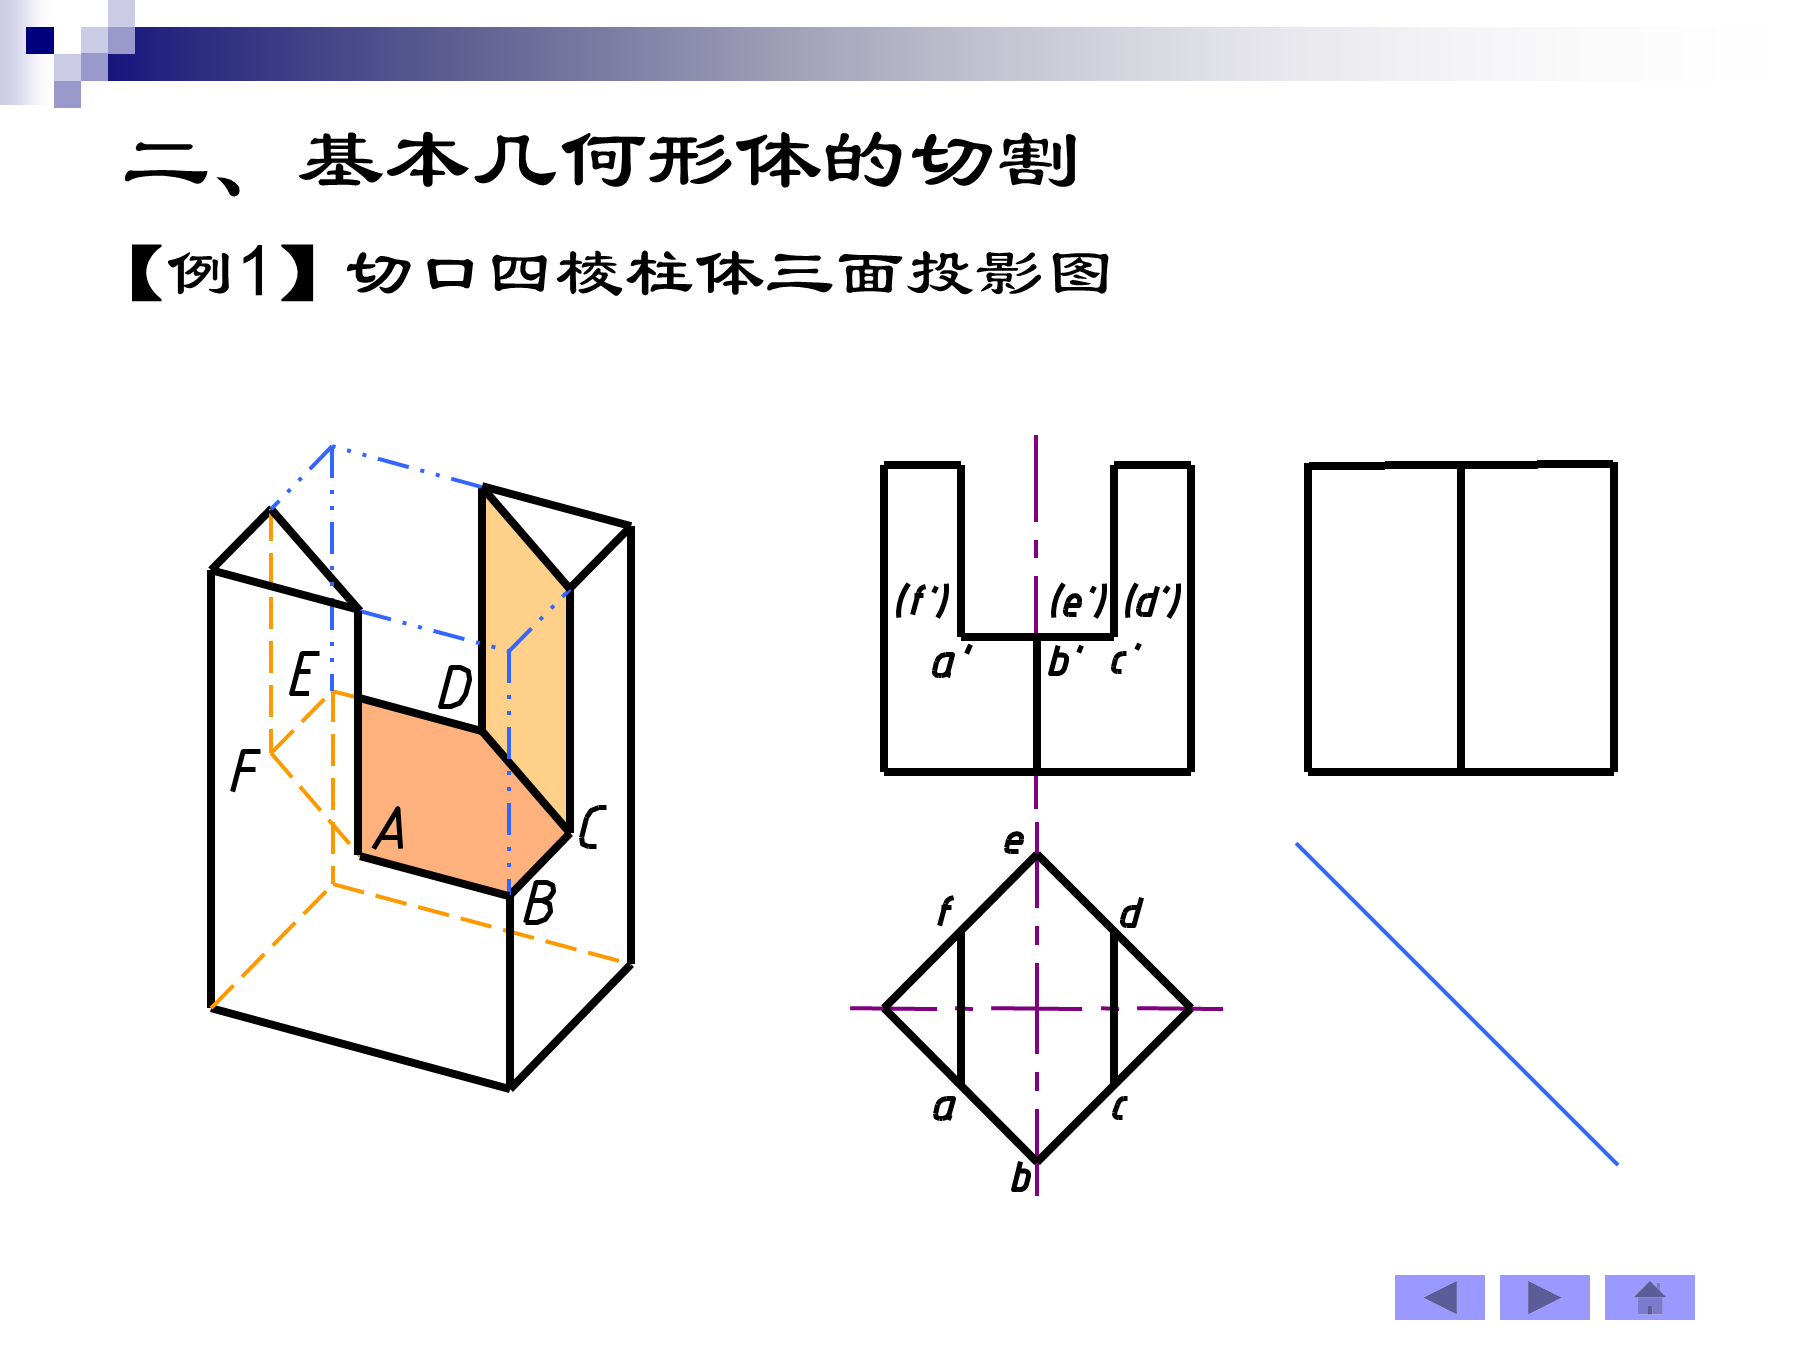 二、基本几何形体的切割
【例1】切口四棱柱体三面投影图
E
D
F
A
C
B
(f') (e') (d')
a' b' c'
e
f d
a c
b